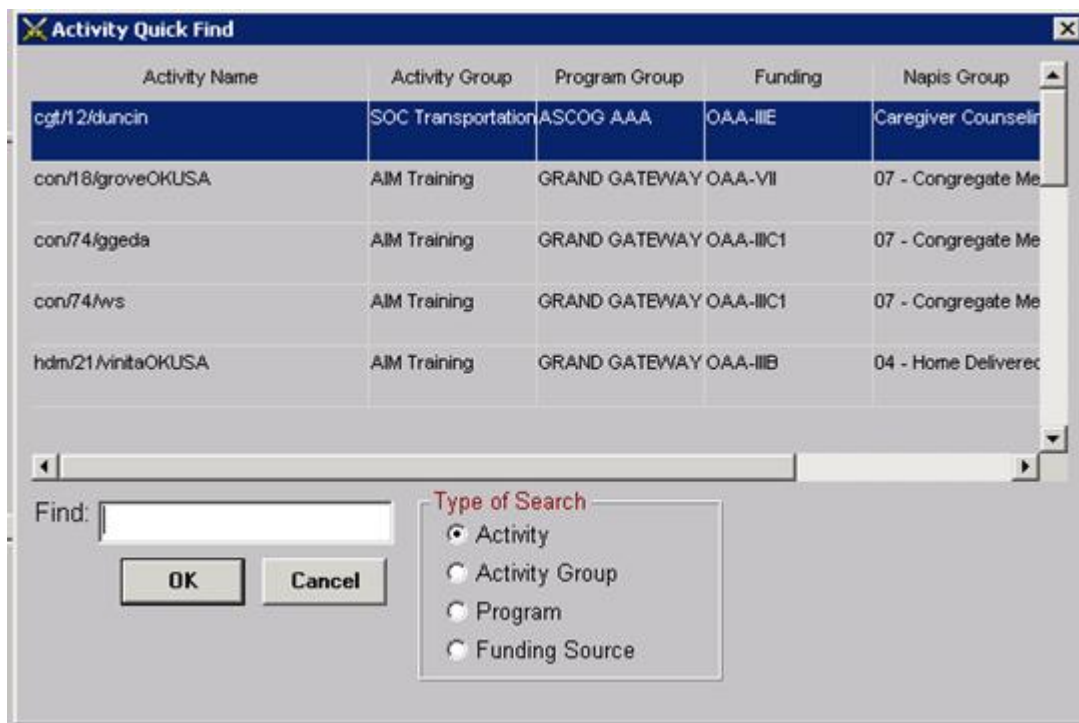 Activity Quick Find
Activity Name Activity Group Program Group Funding Napis Group
cgt/12/duncin SOC Transportation ASCOG AAA OAA-IIIE Caregiver Counselin
con/18/groveOKUSA AIM Training GRAND GATEWAY OAA-VII 07 - Congregate Me
con/74/ggeda AIM Training GRAND GATEWAY OAA-IIIC1 07 - Congregate Me
con/74/ws AIM Training GRAND GATEWAY OAA-IIIC1 07 - Congregate Me
hdm/21/vinitaOKUSA AIM Training GRAND GATEWAY OAA-IIIB 04 - Home Delivered
Find:
OK Cancel
Type of Search
Activity
Activity Group
Program
Funding Source